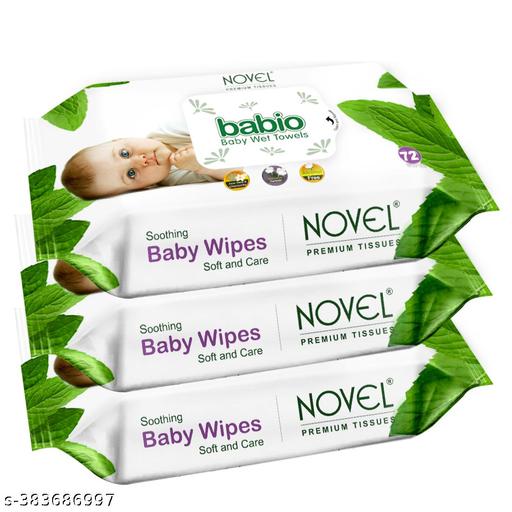 NOVEL®
PREMIUM TISSUES
babio
Baby Wet Towels
Free
72
Soothing
Baby Wipes
Soft and Care
NOVEL®
PREMIUM TISSUES
Soothing
Baby Wipes
Soft and Care
NOVEL®
PREMIUM TISSUES
Soothing
Baby Wipes
Soft and Care
NOVEL®
PREMIUM TISSUES
s-383686997